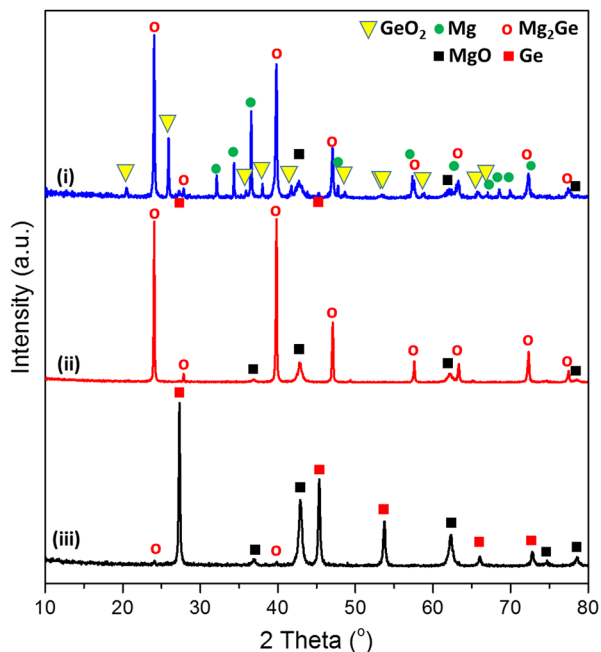 GeO₂ Mg Mg₂Ge
MgO Ge
(i)
(ii)
(iii)
Intensity (a.u.)
10 20 30 40 50 60 70 80
2 Theta (°)